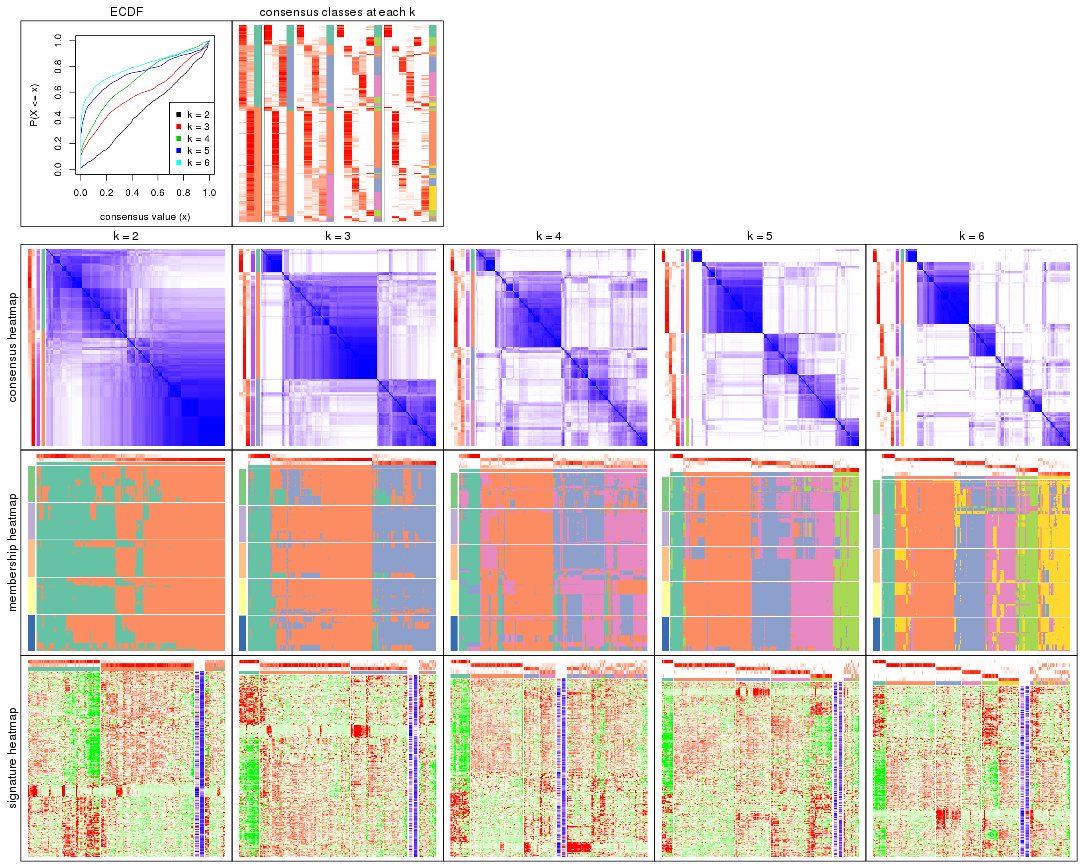 ECDF
consensus classes at each k
P(X <= x)
0.0 0.2 0.4 0.6 0.8 1.0
k = 2
k = 3
k = 4
k = 5
k = 6
0.0 0.2 0.4 0.6 0.8 1.0
consensus value (x)
k = 2 k = 3 k = 4 k = 5 k = 6
consensus heatmap
membership heatmap
signature heatmap